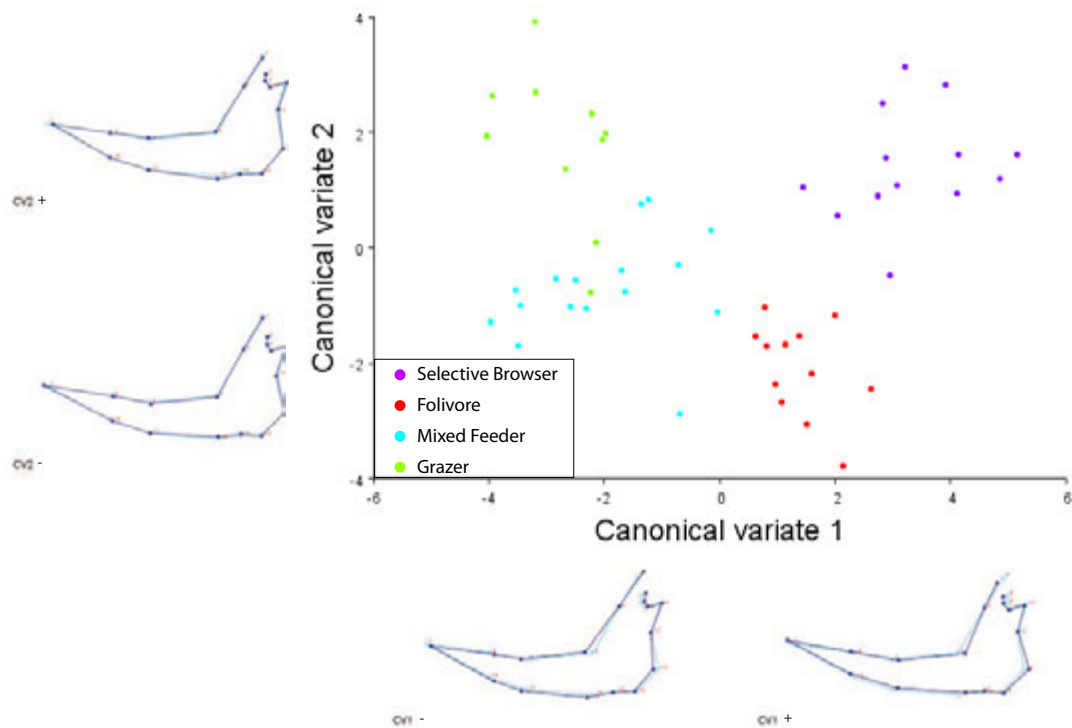 4
2
0
-2
-4
Canonical variate 2
CV2 +
CV2 -
Selective Browser
Folivore
Mixed Feeder
Grazer
-6
-4
-2
0
2
4
6
Canonical variate 1
CV1 -
CV1 +